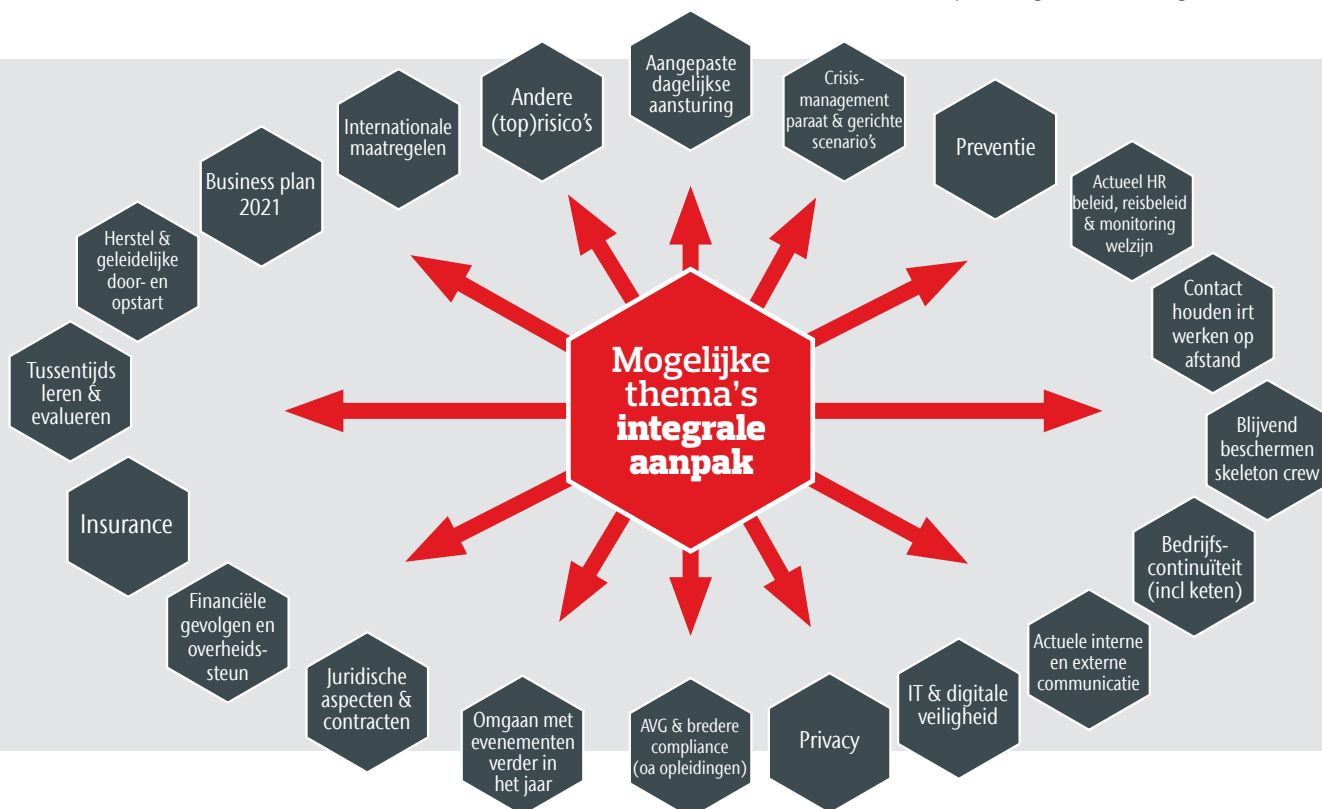 Aangepaste
dagelijkse
aansturing
Crisis-
management
paraat & gerichte
scenario's
Preventie
Actueel HR
beleid, reisbeleid
& monitoring
welzijn
Contact
houden irt
werken op
afstand
Blijvend
beschermen
skeleton crew
Bedrijfs-
continuïteit
(incl keten)
Actuele interne
en externe
communicatie
IT & digitale
veiligheid
Privacy
AVG & bredere
compliance
(oa opleidingen)
Omgaan met
evenementen
verder in
het jaar
Juridische
aspecten &
contracten
Financiële
gevolgen en
overheids-
steun
Insurance
Tussentijds
leren &
evalueren
Herstel &
geleidelijke
door- en
opstart
Business plan
2021
Internationale
maatregelen
Andere
(top)risico's
Mogelijke
thema's
integrale
aanpak